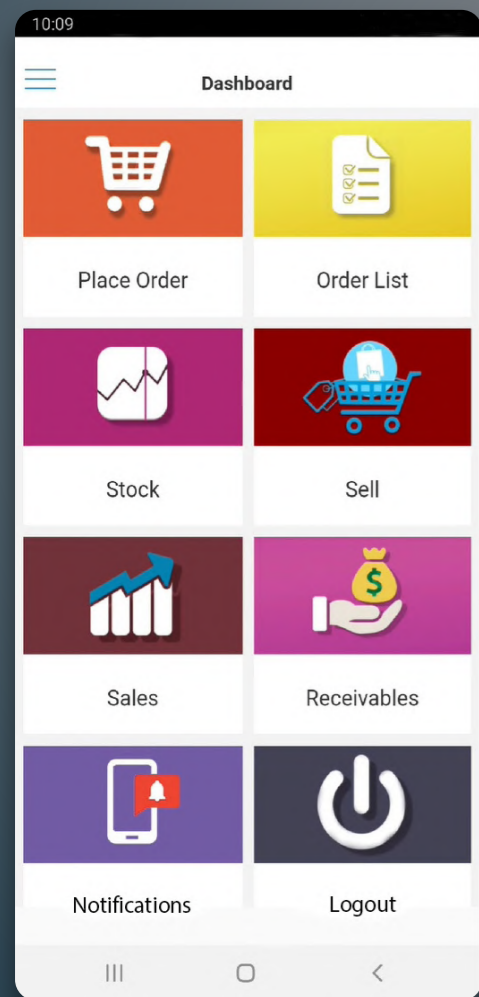 10:09
Dashboard
Place Order
Order List
Stock
Sell
Sales
$
Receivables
Notifications
Logout